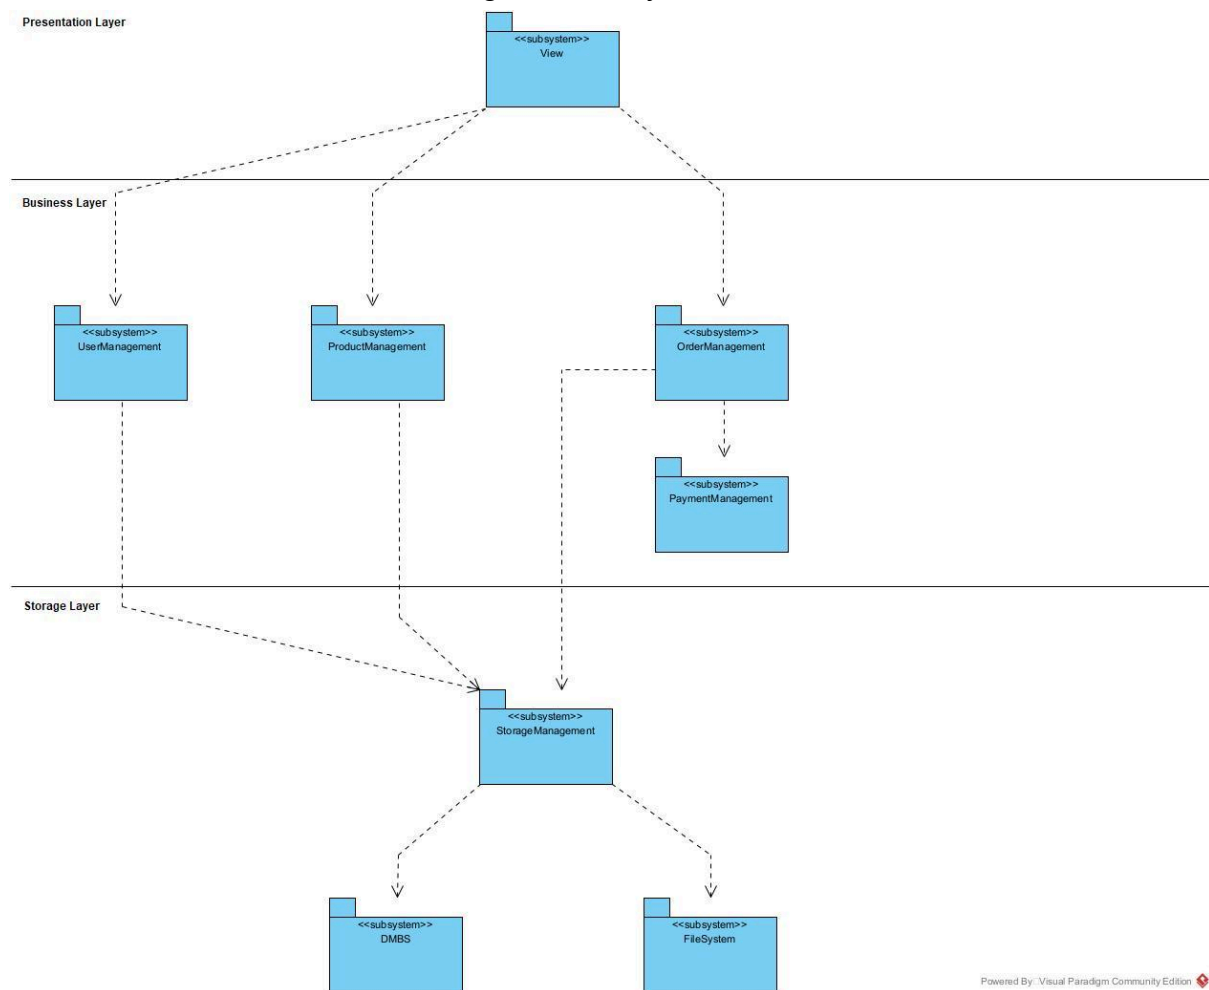 Presentation Layer
<<subsystem>>
View
Business Layer
<<subsystem>>
UserManagement
<<subsystem>>
ProductManagement
<<subsystem>>
OrderManagement
<<subsystem>>
PaymentManagement
Storage Layer
<<subsystem>>
StorageManagement
<<subsystem>>
DMBS
<<subsystem>>
FileSystem
Powered By: Visual Paradigm Community Edition